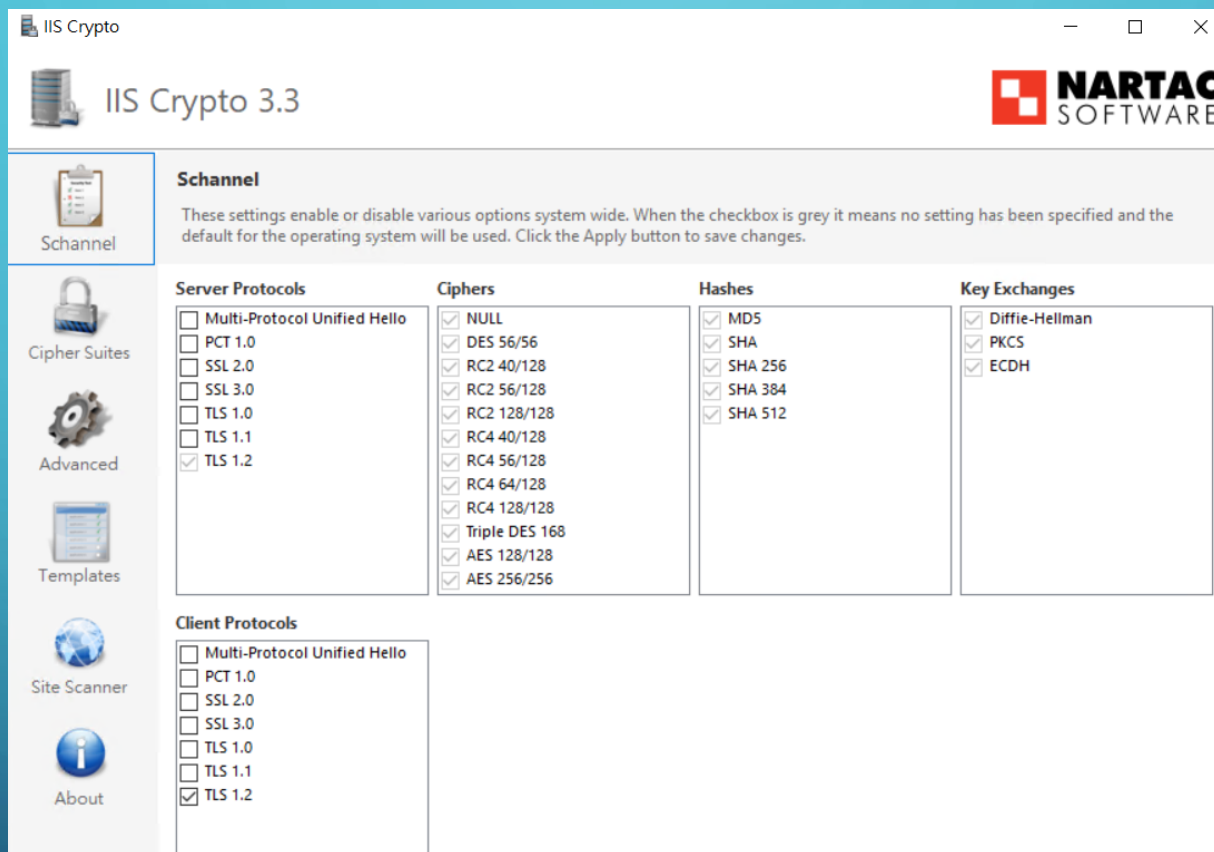 IIS Crypto
IIS Crypto 3.3
NARTAC
SOFTWARE
Schannel
Cipher Suites
Advanced
Templates
Site Scanner
About
Schannel
These settings enable or disable various options system wide. When the checkbox is grey it means no setting has been specified and the
default for the operating system will be used. Click the Apply button to save changes.
Server Protocols
Multi-Protocol Unified Hello
PCT 1.0
SSL 2.0
SSL 3.0
TLS 1.0
TLS 1.1
TLS 1.2
Ciphers
NULL
DES 56/56
RC2 40/128
RC2 56/128
RC2 128/128
RC4 40/128
RC4 56/128
RC4 64/128
RC4 128/128
Triple DES 168
AES 128/128
AES 256/256
Hashes
MD5
SHA
SHA 256
SHA 384
SHA 512
Key Exchanges
Diffie-Hellman
PKCS
ECDH
Client Protocols
Multi-Protocol Unified Hello
PCT 1.0
SSL 2.0
SSL 3.0
TLS 1.0
TLS 1.1
TLS 1.2